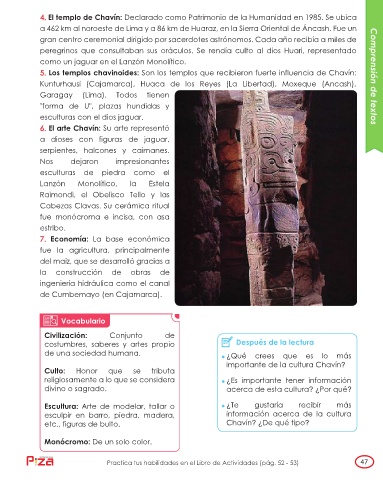 4. El templo de Chavín: Declarado como Patrimonio de la Humanidad en 1985. Se ubica
a 462 km al noroeste de Lima y a 86 km de Huaraz, en la Sierra Oriental de Áncash. Fue un
gran centro ceremonial dirigido por sacerdotes astrónomos. Cada año recibía a miles de
peregrinos que consultaban sus oráculos. Se rendía culto al dios Huari, representado
como un jaguar en el Lanzón Monolítico.
5. Los templos chavinoides: Son los templos que recibieron fuerte influencia de Chavín:
Kunturhuasi (Cajamarca), Huaca de los Reyes (La Libertad), Moxeque (Ancash),
Garagay (Lima). Todos tienen
"forma de U", plazas hundidas y
esculturas con el dios jaguar.
6. El arte Chavín: Su arte representó
a dioses con figuras de jaguar,
serpientes, halcones y caimanes.
Nos dejaron impresionantes
esculturas de piedra como el
Lanzón Monolítico, la Estela
Raimondi, el Obelisco Tello y las
Cabezas Clavas. Su cerámica ritual
fue monócroma e incisa, con asa
estribo.
7. Economía: La base económica
fue la agricultura, principalmente
del maíz, que se desarrolló gracias a
la construcción de obras de
ingeniería hidráulica como el canal
de Cumbemayo (en Cajamarca).
Comprensión de textos
Vocabulario
Civilización: Conjunto de
costumbres, saberes y artes propio
de una sociedad humana.
Culto: Honor que se tributa
religiosamente a lo que se considera
divino o sagrado.
Escultura: Arte de modelar, tallar o
esculpir en barro, piedra, madera,
etc., figuras de bulto.
Monócromo: De un solo color.
Después de la lectura
¿Qué crees que es lo más
importante de la cultura Chavín?
¿Es importante tener información
acerca de esta cultura? ¿Por qué?
¿Te gustaría recibir más
información acerca de la cultura
Chavín? ¿De qué tipo?
Pza
Practica tus habilidades en el Libro de Actividades (pág. 52 - 53)
47